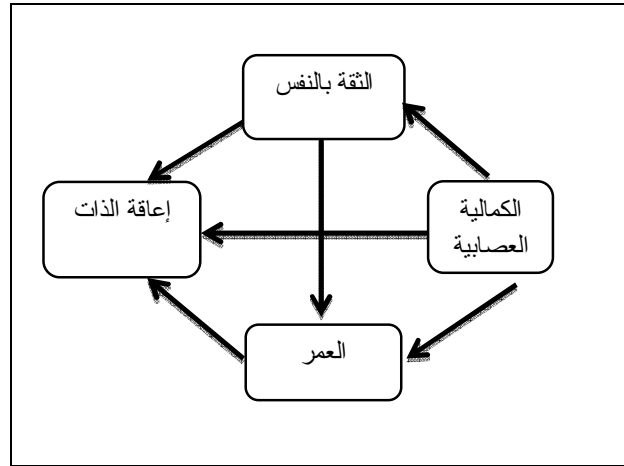 الثقة بالنفس
الكمالية
العصابية
إعاقة الذات
العمر